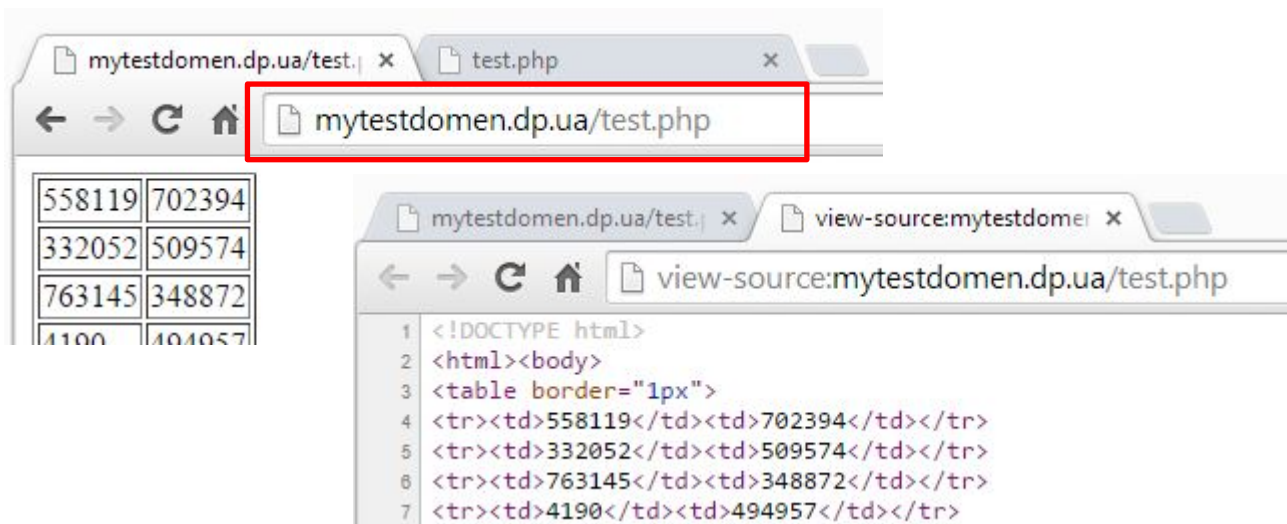 mytestdomen.dp.ua/test.
test.php
mytestdomen.dp.ua/test.php
558119 702394
332052 509574
763145 348872
4190 494957
mytestdomen.dp.ua/test.
view-source:mytestdomer
view-source:mytestdomen.dp.ua/test.php
1 <!DOCTYPE html>
2 <html><body>
3 <table border="1px">
4 <tr><td>558119</td><td>702394</td></tr>
5 <tr><td>332052</td><td>509574</td></tr>
6 <tr><td>763145</td><td>348872</td></tr>
7 <tr><td>4190</td><td>494957</td></tr>